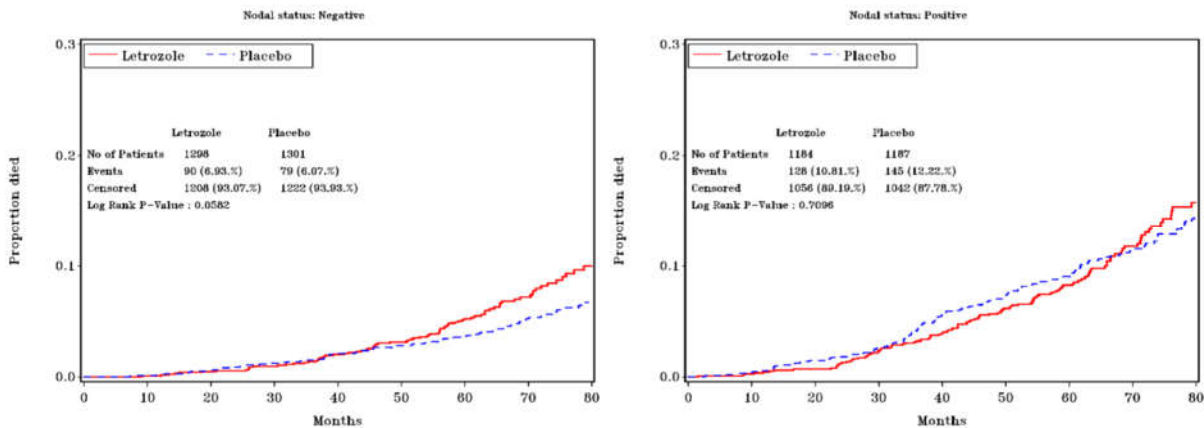 Nodal status: Negative
0.3
Letrozole Placebo
Letrozole Placebo
No of Patients 1298 1301
Events 90 (6.93.%) 79 (6.07.%)
Censored 1208 (93.07.%) 1222 (93.93.%)
Log Rank P-Value : 0.0582
0.2
0.1
0.0
Proportion died
0 10 20 30 40 50 60 70 80
Months
Nodal status: Positive
0.3
Letrozole Placebo
Letrozole Placebo
No of Patients 1184 1187
Events 128 (10.81.%) 145 (12.22.%)
Censored 1056 (89.19.%) 1042 (87.78.%)
Log Rank P-Value : 0.7096
0.2
0.1
0.0
Proportion died
0 10 20 30 40 50 60 70 80
Months